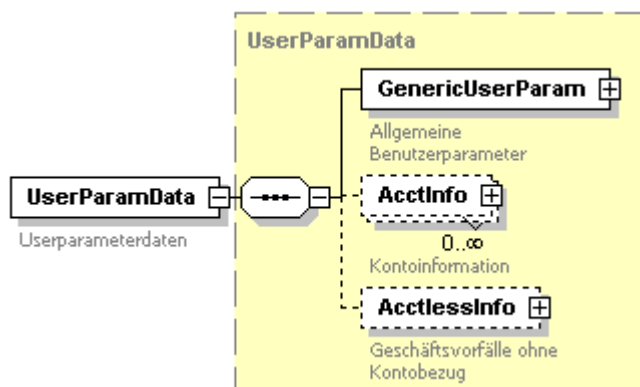 UserParamData
GenericUserParam
Allgemeine
Benutzerparameter
UserParamData
Userparameterdaten
AcctInfo
0..∞
Kontoinformation
AcctlessInfo
Geschäftsvorfälle ohne
Kontobezug